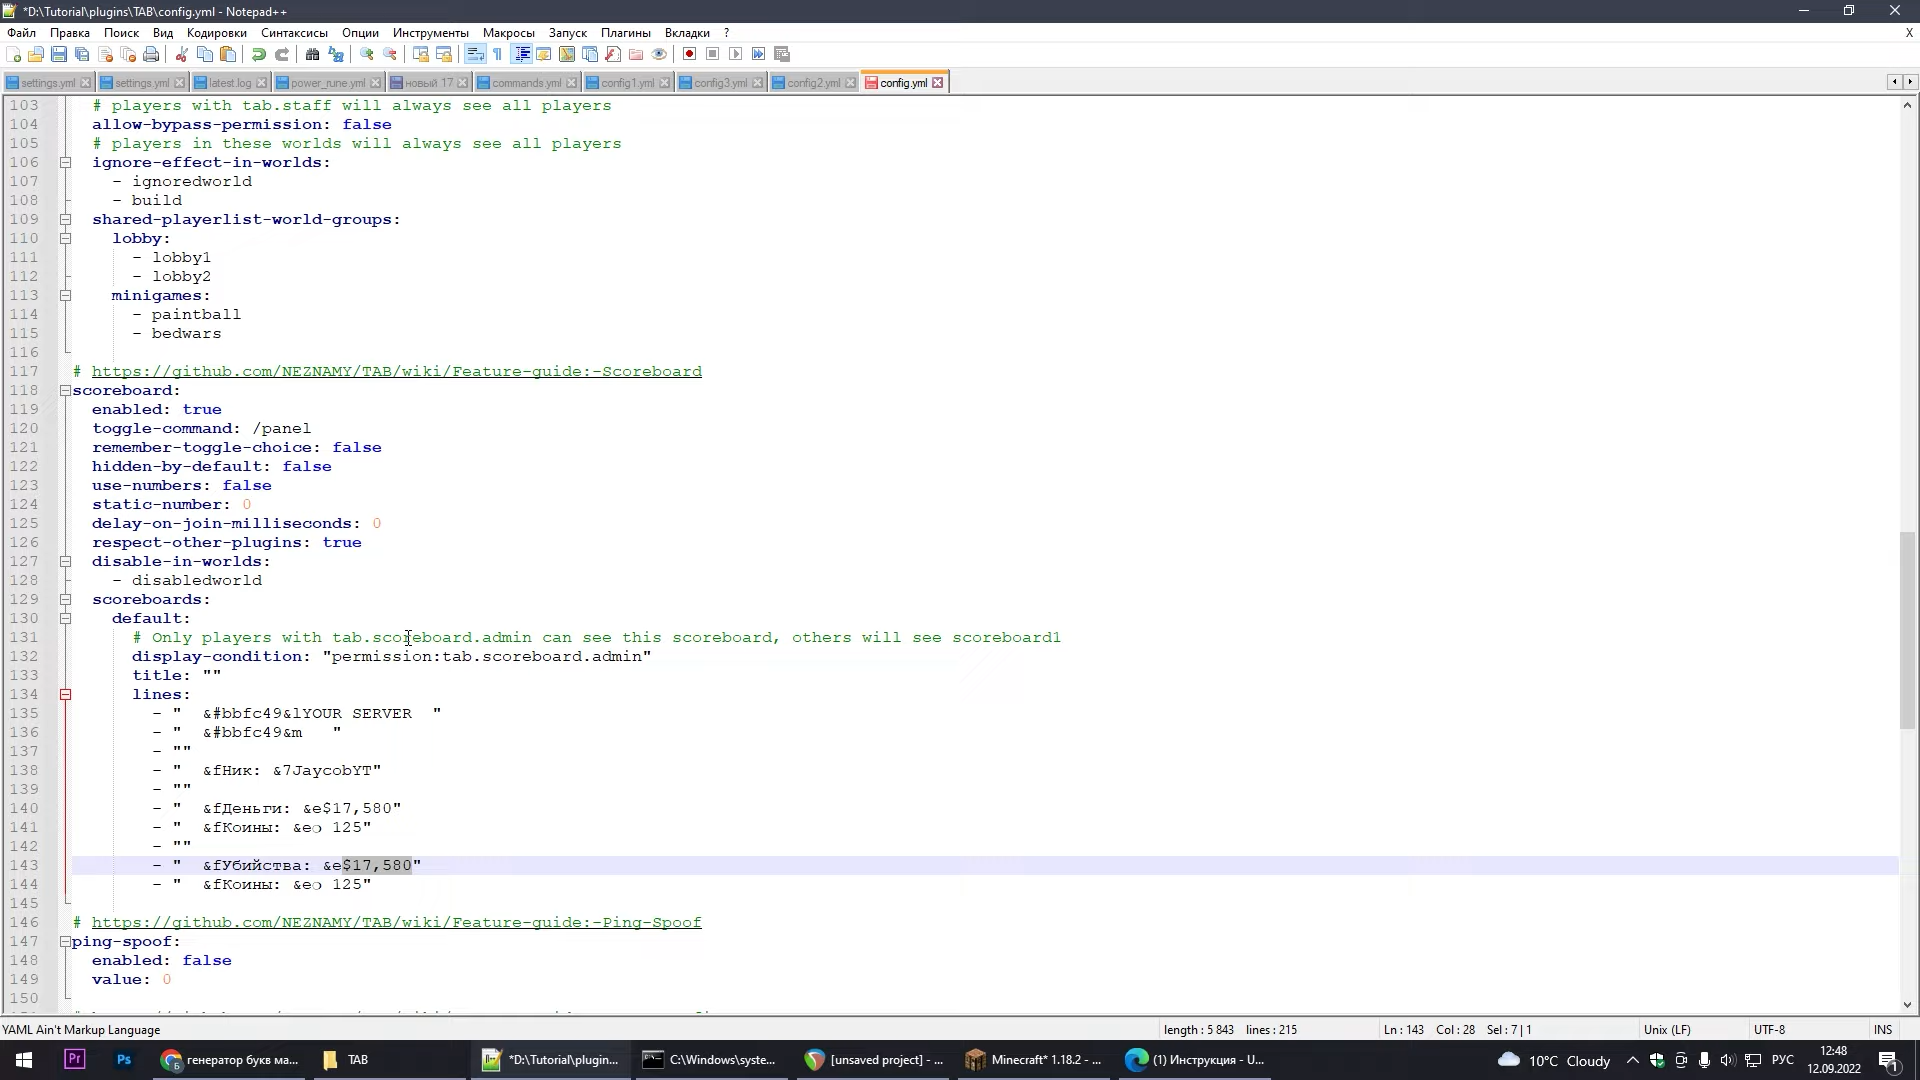 *D:\Tutorial\plugins\TAB\config.yml - Notepad++
Файл Правка Поиск Вид Кодировки Синтаксисы Опции Инструменты Макросы Запуск Плагины Вкладки ? X
settings.yml settings.yml latest.log power_rune.yml новый 17 commands.yml config1.yml config3.yml config2.yml config.yml
103 # players with tab.staff will always see all players
104 allow-bypass-permission: false
105 # players in these worlds will always see all players
106 ignore-effect-in-worlds:
107 - ignoredworld
108 - build
109 shared-playerlist-world-groups:
110 lobby:
111 - lobby1
112 - lobby2
113 minigames:
114 - paintball
115 - bedwars
116
117 # https://github.com/NEZNAMY/TAB/wiki/Feature-guide:-Scoreboard
118 scoreboard:
119 enabled: true
120 toggle-command: /panel
121 remember-toggle-choice: false
122 hidden-by-default: false
123 use-numbers: false
124 static-number: 0
125 delay-on-join-milliseconds: 0
126 respect-other-plugins: true
127 disable-in-worlds:
128 - disabledworld
129 scoreboards:
130 default:
131 # Only players with tab.scoreboard.admin can see this scoreboard, others will see scoreboard1
132 display-condition: "permission:tab.scoreboard.admin"
133 title: ""
134 lines:
135 - "  &#bbfc49&lYOUR SERVER  "
136 - "  &#bbfc49&m   "
137 - ""
138 - "  &fНик: &7JaycobYT"
139 - ""
140 - "  &fДеньги: &e$17,580"
141 - "  &fКоины: &e 125"
142 - ""
143 - "  &fУбийства: &e$17,580"
144 - "  &fКоины: &e 125"
145
146 # https://github.com/NEZNAMY/TAB/wiki/Feature-guide:-Ping-Spoof
147 ping-spoof:
148 enabled: false
149 value: 0
150
YAML Ain't Markup Language length : 5 843 lines : 215 Ln : 143 Col : 28 Sel : 7 | 1 Unix (LF) UTF-8 INS
Pr Ps генератор букв ма... TAB *D:\Tutorial\plugin... C:\Windows\syste... [unsaved project] - ... Minecraft* 1.18.2 - ... (1) Инструкция - U... 10°C Cloudy РУС 12:48
12.09.2022 1